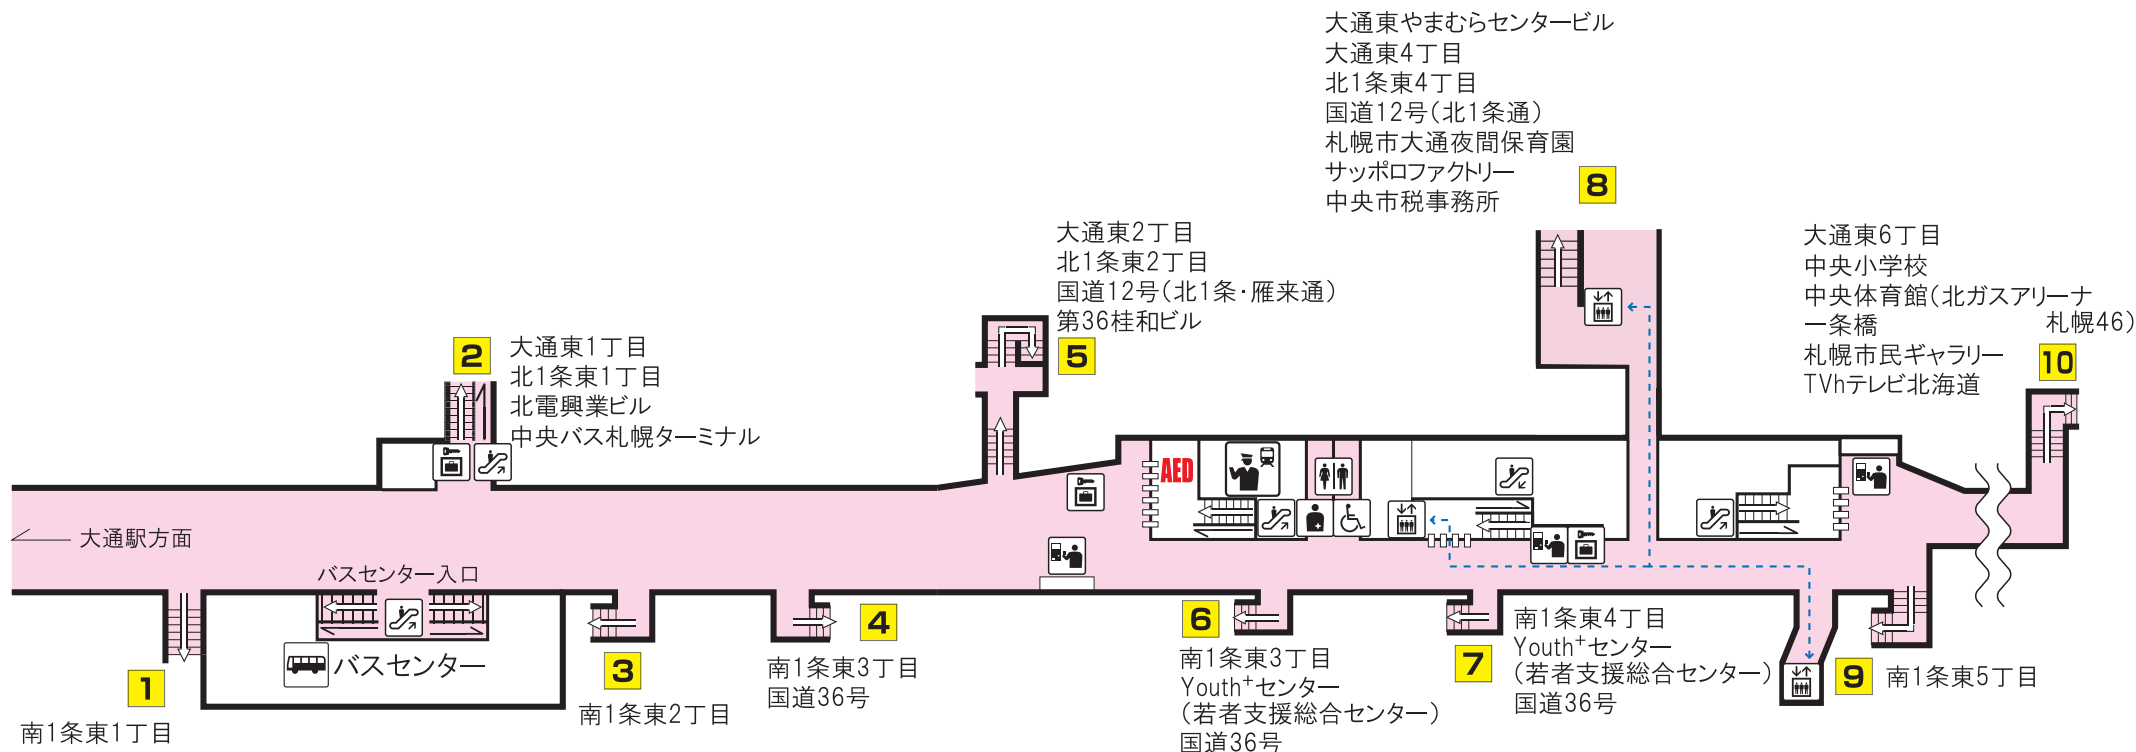 大通東やまむらセンタービル
大通東4丁目
北1条東4丁目
国道12号(北1条通)
札幌市大通夜間保育園
サッポロファクトリー
中央市税事務所
8
大通東2丁目
北1条東2丁目
国道12号(北1条・雁来通)
第36桂和ビル
5
大通東6丁目
中央小学校
中央体育館(北ガスアリーナ
札幌46)
一条橋
札幌市民ギャラリー
TVhテレビ北海道
10
2
大通東1丁目
北1条東1丁目
北電興業ビル
中央バス札幌ターミナル
AED
大通駅方面
バスセンター入口
バスセンター
1
南1条東1丁目
3
南1条東2丁目
4
南1条東3丁目
国道36号
6
南1条東3丁目
Youth+センター
(若者支援総合センター)
国道36号
7
南1条東4丁目
Youth+センター
(若者支援総合センター)
国道36号
9
南1条東5丁目